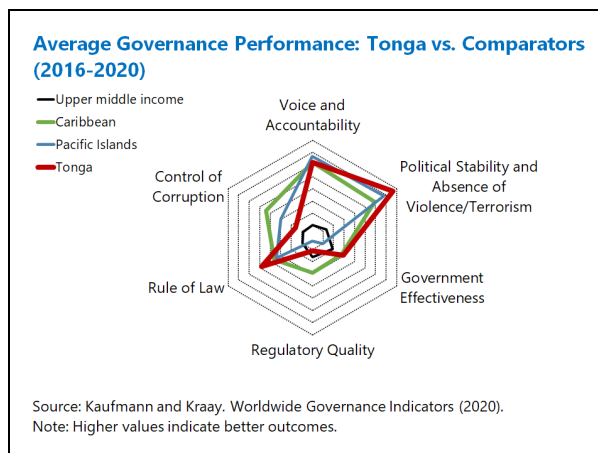 Average Governance Performance: Tonga vs. Comparators
(2016-2020)
Upper middle income
Caribbean
Pacific Islands
Tonga
Voice and
Accountability
Political Stability and
Absence of
Violence/Terrorism
Government
Effectiveness
Regulatory Quality
Rule of Law
Control of
Corruption
Source: Kaufmann and Kraay. Worldwide Governance Indicators (2020).
Note: Higher values indicate better outcomes.